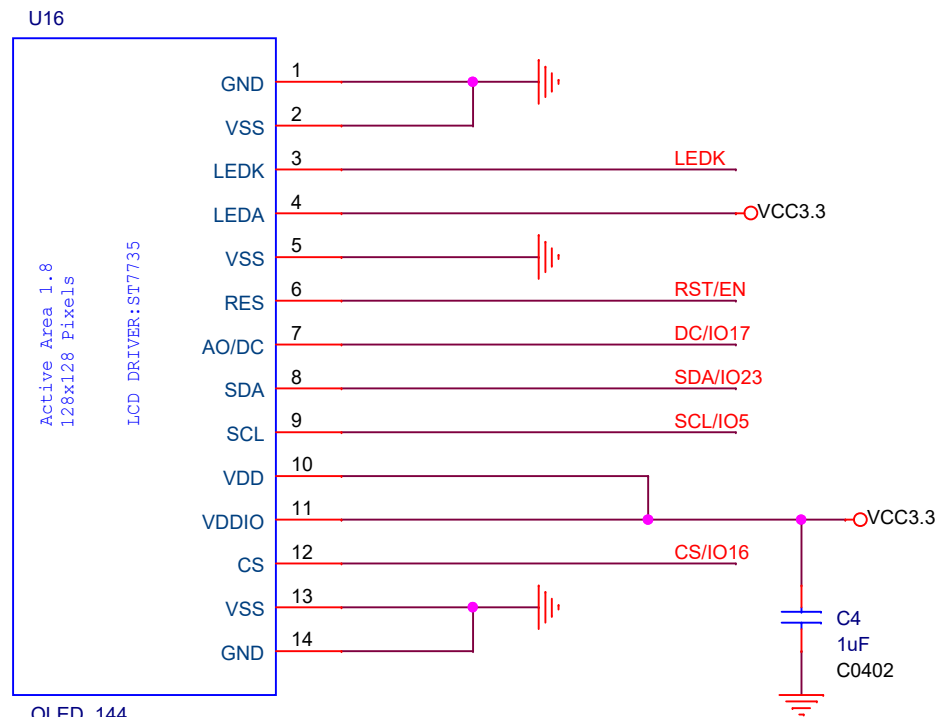 U16
GND 1
VSS 2
LEDK 3 LEDK
LEDA 4 VCC3.3
VSS 5
RES 6 RST/EN
AO/DC 7 DC/IO17
SDA 8 SDA/IO23
SCL 9 SCL/IO5
VDD 10
VDDIO 11 VCC3.3
CS 12 CS/IO16
VSS 13
GND 14
Active Area 1.8
128x128 Pixels
LCD DRIVER:ST7735
C4
1uF
C0402
OLED_144